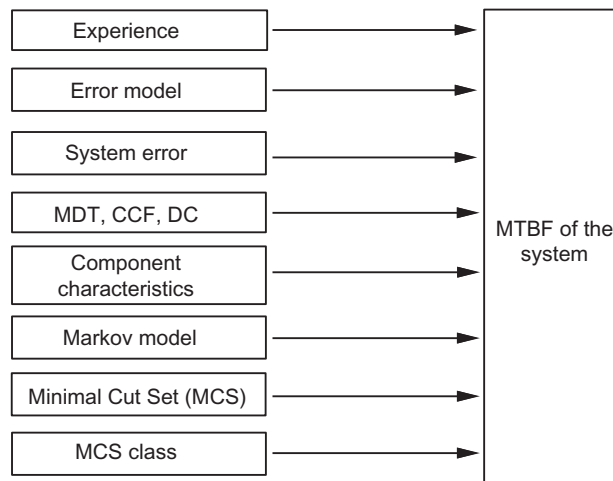 Experience
Error model
System error
MDT, CCF, DC
MTBF of the
system
Component
characteristics
Markov model
Minimal Cut Set (MCS)
MCS class